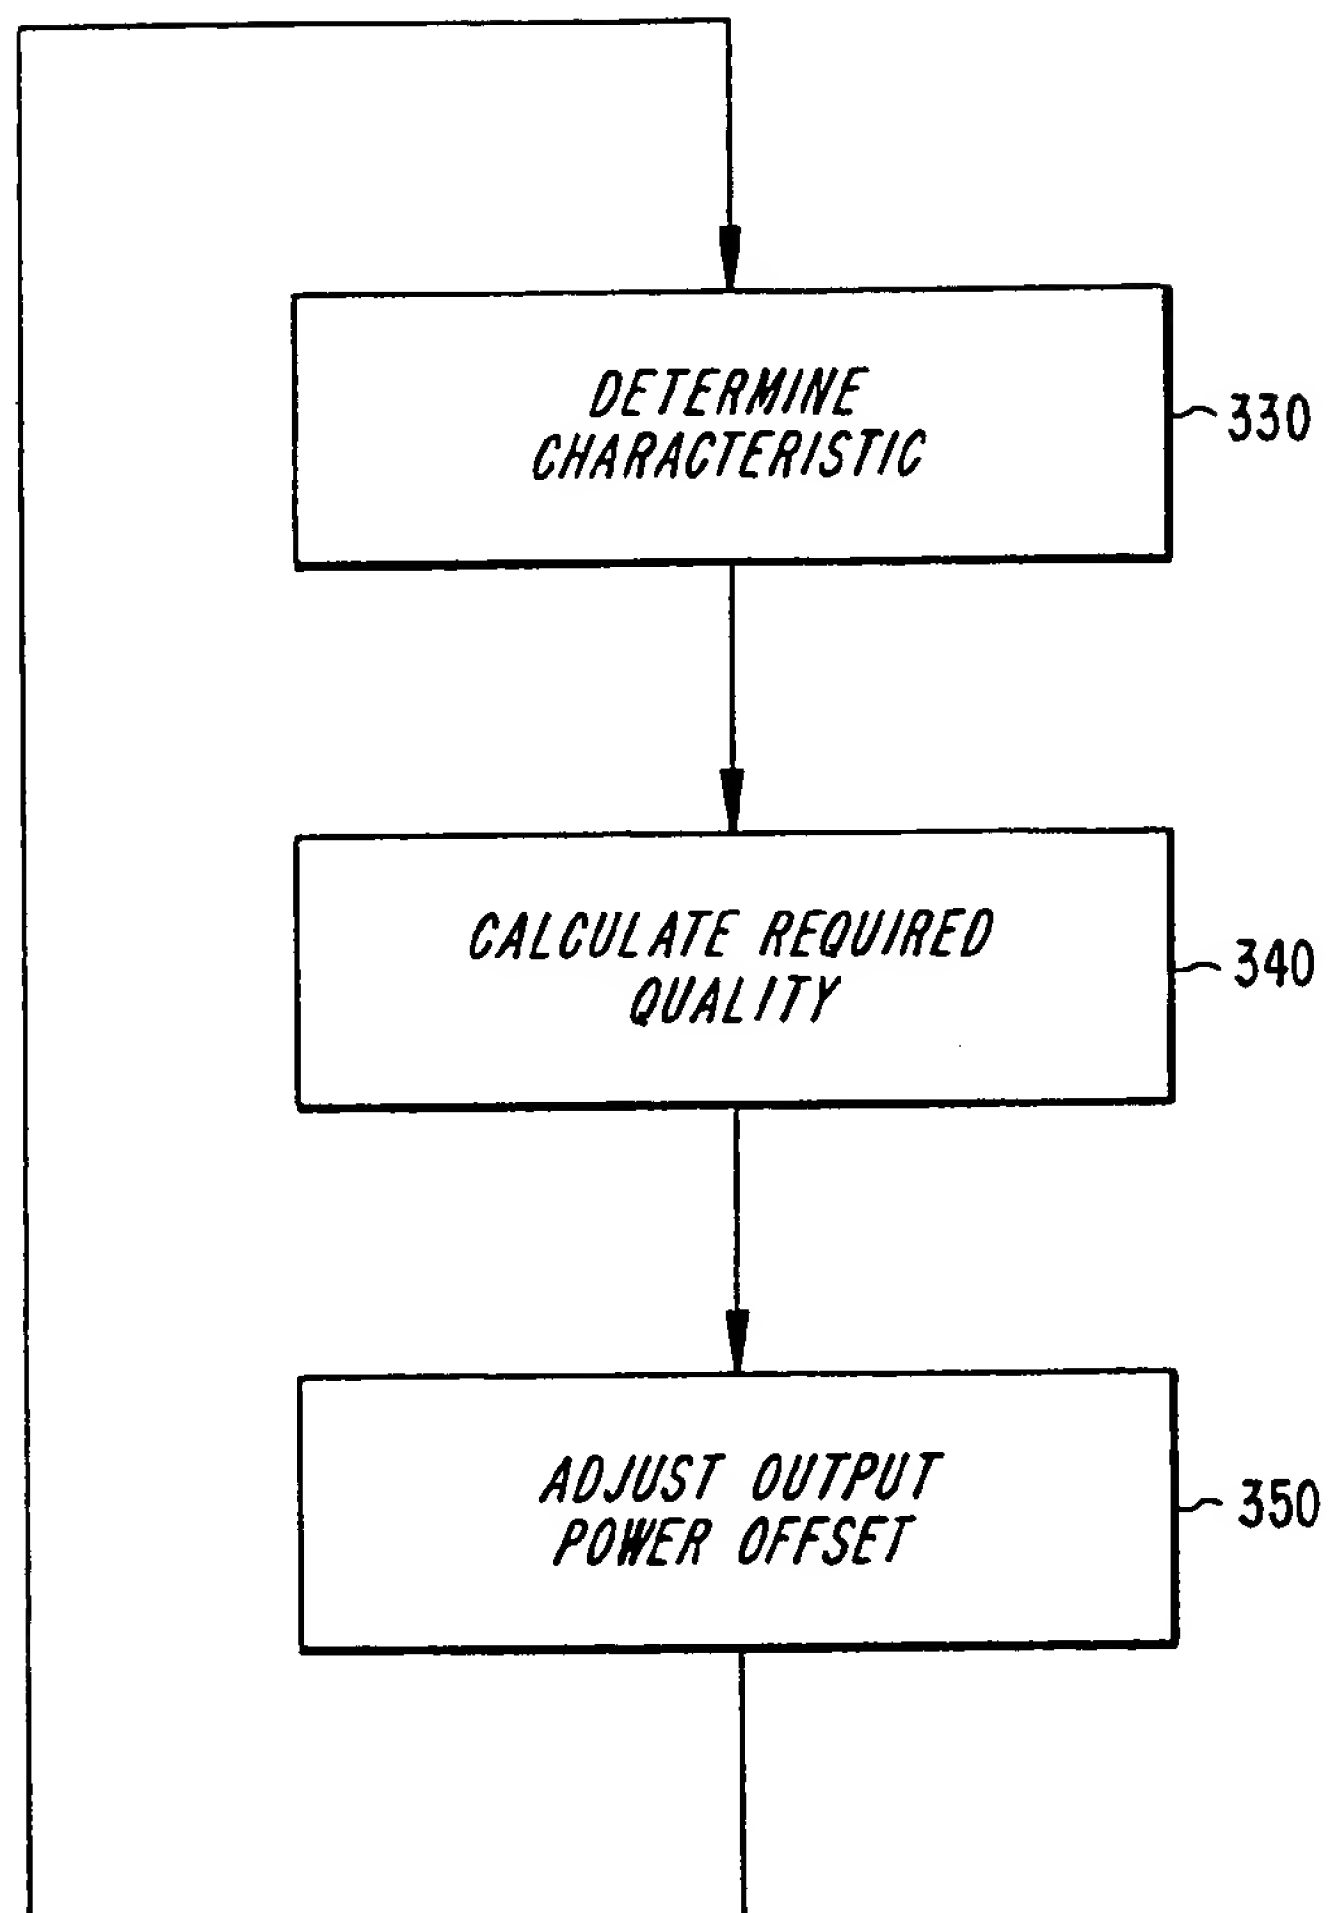 DETERMINE
CHARACTERISTIC
330
CALCULATE REQUIRED
QUALITY
340
ADJUST OUTPUT
POWER OFFSET
350